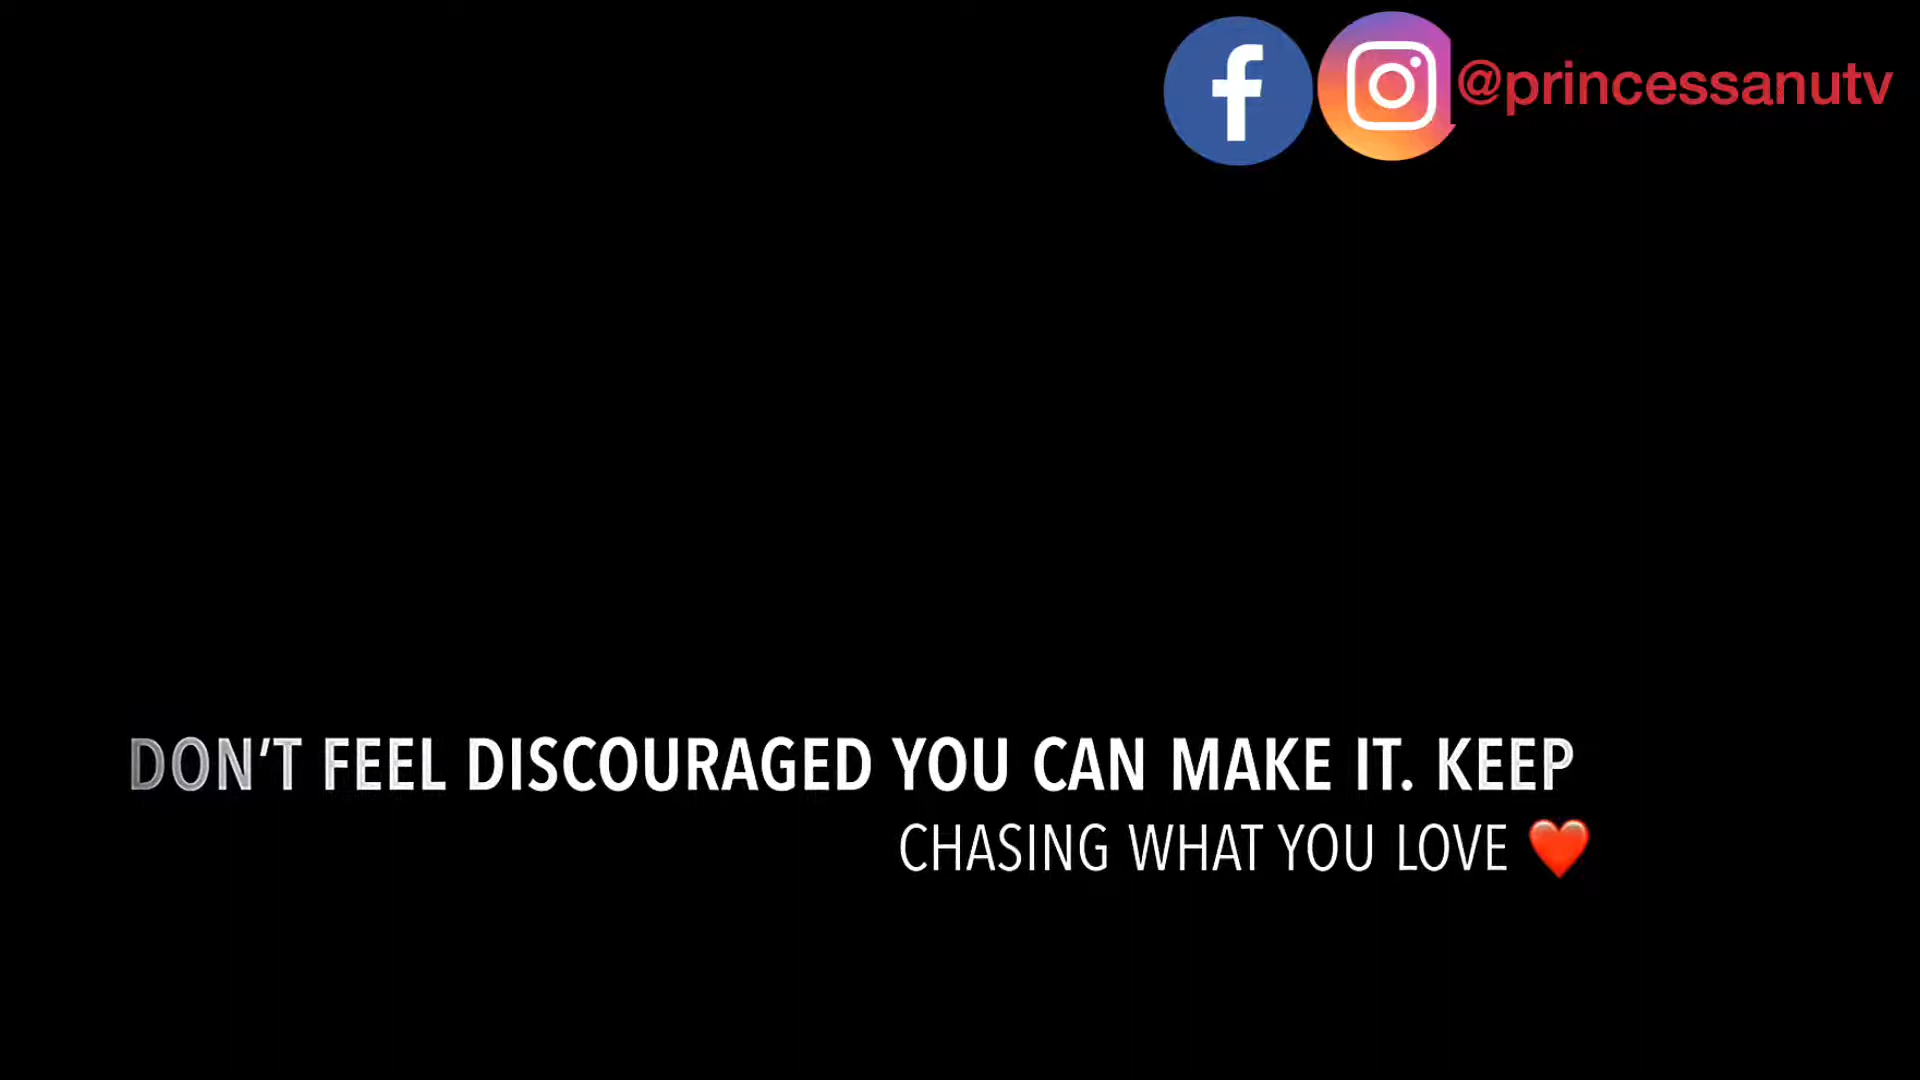 @princessanutv
DON’T FEEL DISCOURAGED YOU CAN MAKE IT. KEEP
CHASING WHAT YOU LOVE ❤️